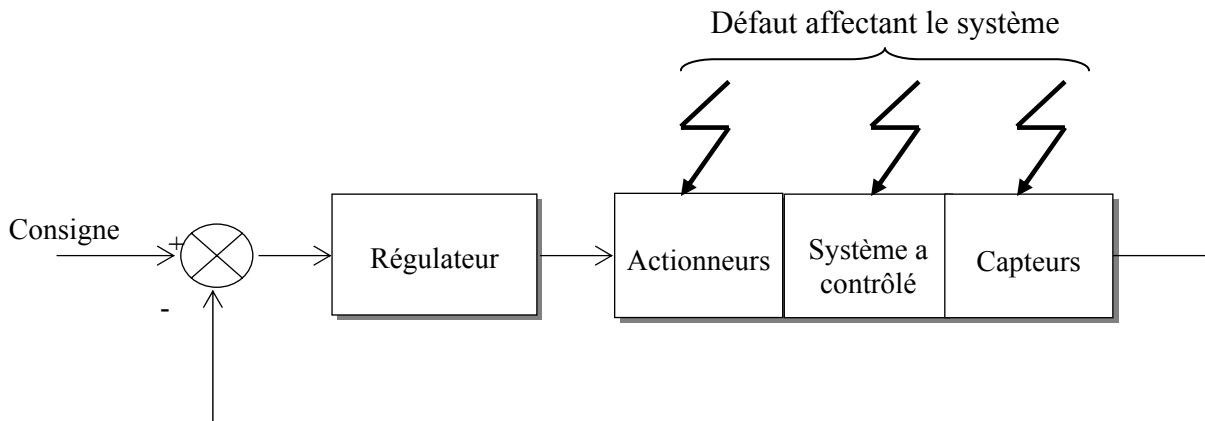 Défaut affectant le système
Consigne
+
-
Régulateur
Actionneurs
Système a
contrôlé
Capteurs